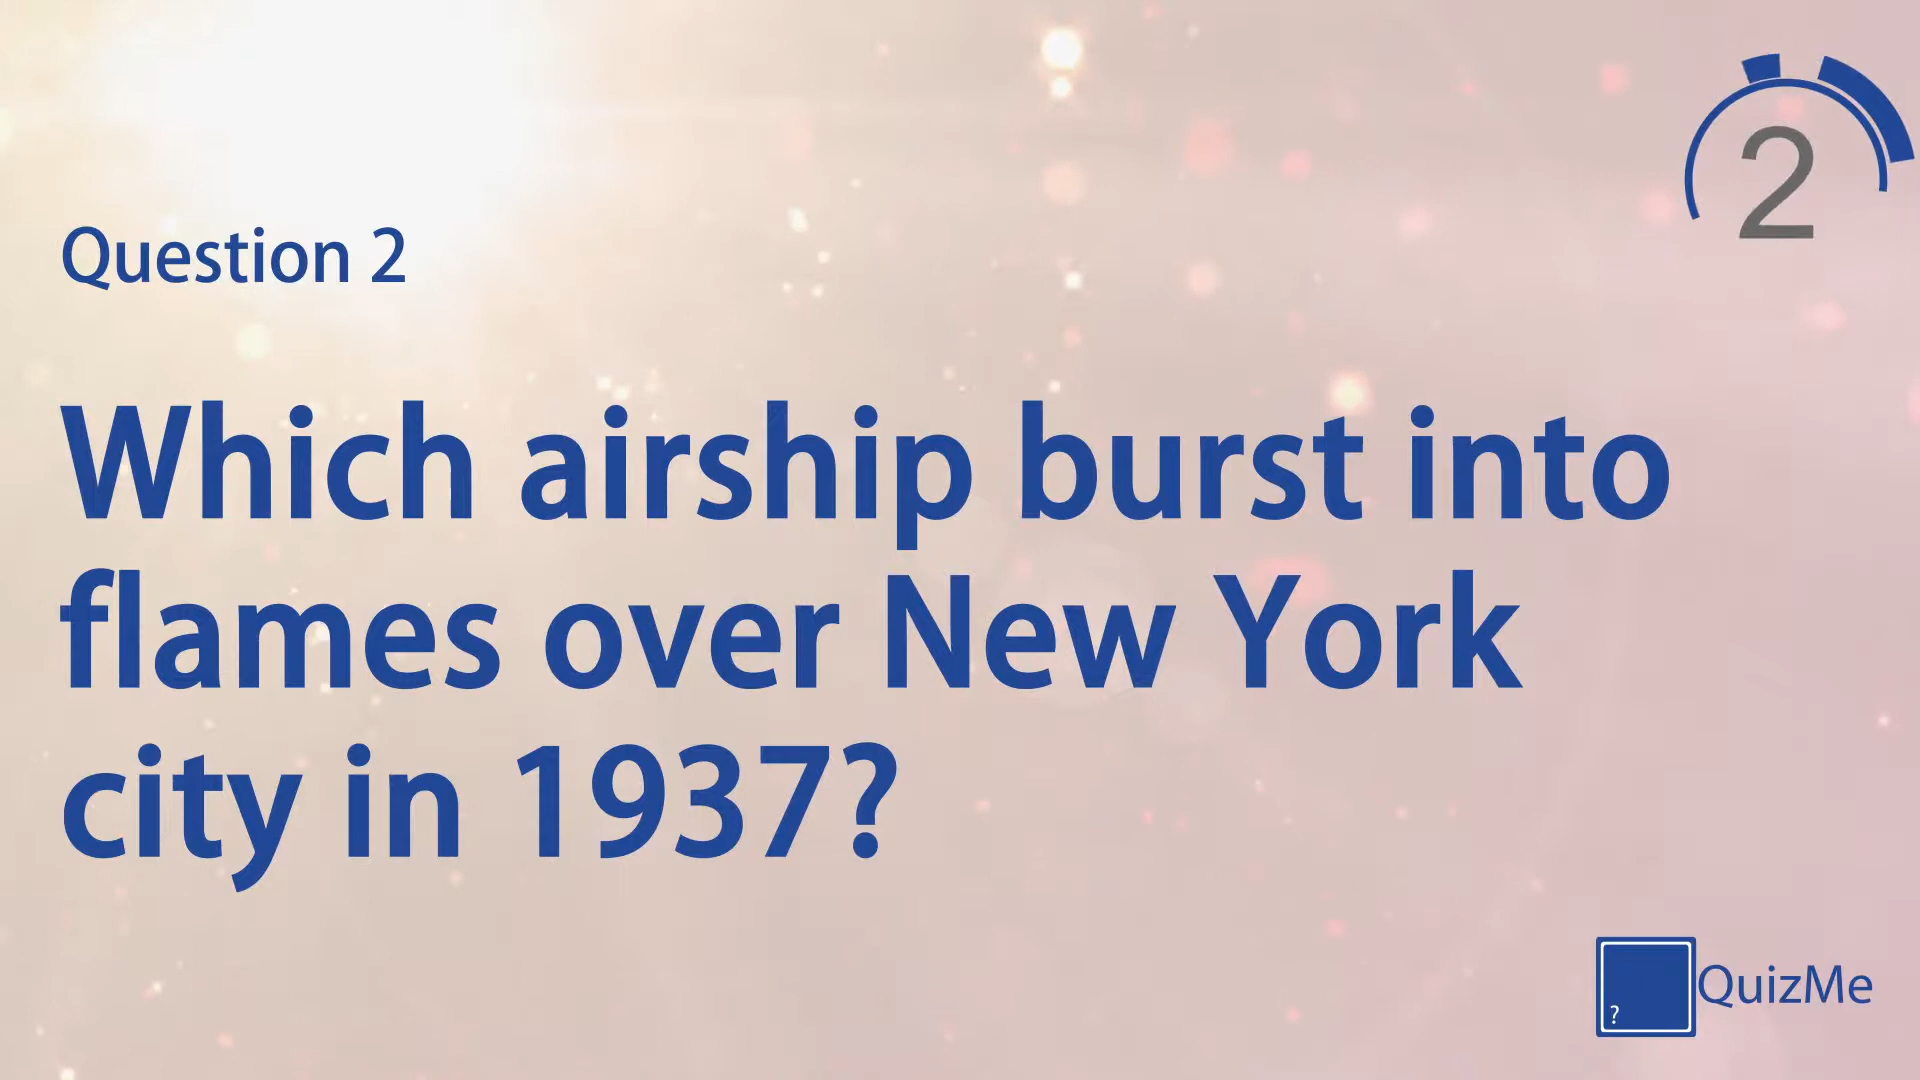 2
Question 2
Which airship burst into
flames over New York
city in 1937?
?
QuizMe